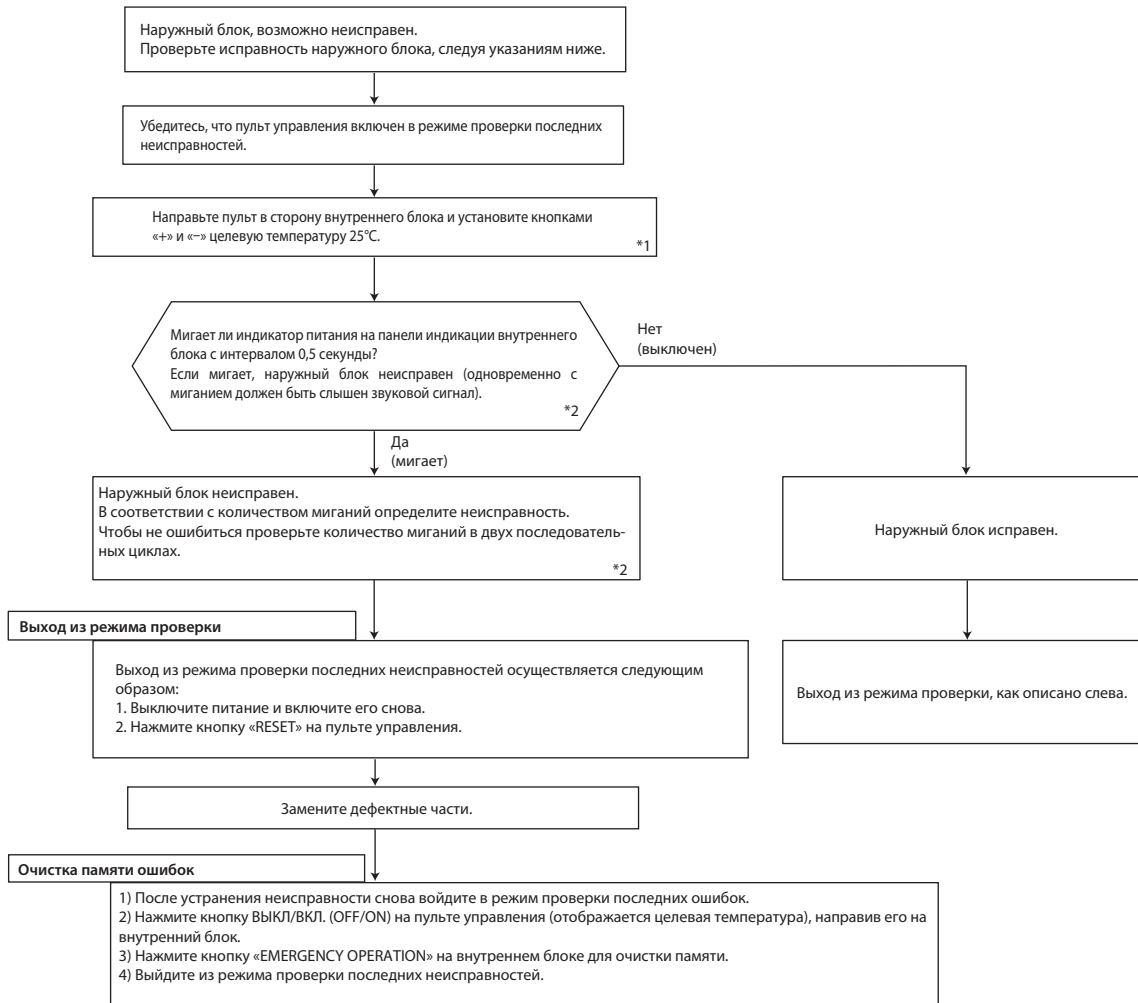 Наружный блок, возможно неисправен.
Проверьте исправность наружного блока, следуя указаниям ниже.
Убедитесь, что пульт управления включен в режиме проверки последних
неисправностей.
Направьте пульт в сторону внутреннего блока и установите кнопками
«+» и «–» целевую температуру 25°C.
*1
Мигает ли индикатор питания на панели индикации внутреннего
блока с интервалом 0,5 секунды?
Если мигает, наружный блок неисправен (одновременно с
миганием должен быть слышен звуковой сигнал).
*2
Нет
(выключен)
Да
(мигает)
Наружный блок неисправен.
В соответствии с количеством миганий определите неисправность.
Чтобы не ошибиться проверьте количество миганий в двух последователь-
ных циклах.
*2
Наружный блок исправен.
Выход из режима проверки
Выход из режима проверки последних неисправностей осуществляется следующим
образом:
1. Выключите питание и включите его снова.
2. Нажмите кнопку «RESET» на пульте управления.
Выход из режима проверки, как описано слева.
Замените дефектные части.
Очистка памяти ошибок
1) После устранения неисправности снова войдите в режим проверки последних ошибок.
2) Нажмите кнопку ВЫКЛ/ВКЛ. (OFF/ON) на пульте управления (отображается целевая температура), направив его на
внутренний блок.
3) Нажмите кнопку «EMERGENCY OPERATION» на внутреннем блоке для очистки памяти.
4) Выйдите из режима проверки последних неисправностей.